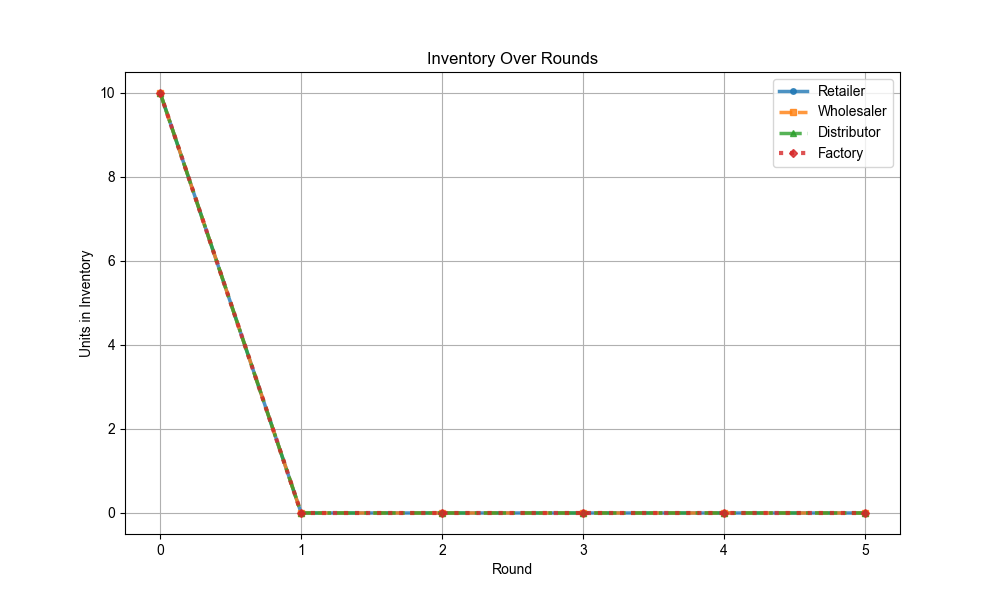 Inventory Over Rounds
Retailer
Wholesaler
Distributor
Factory
Units in Inventory
10
8
6
4
2
0
0 1 2 3 4 5
Round